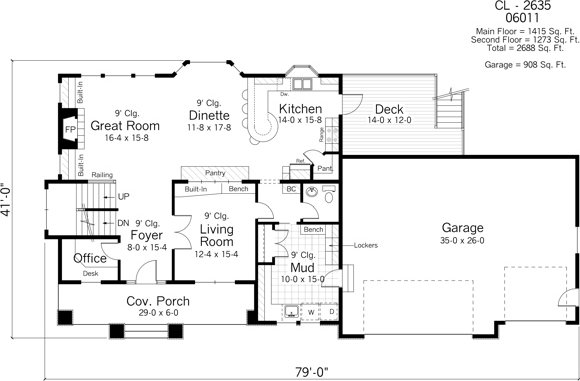 CL - 2635
06011
Main Floor = 1415 Sq. Ft.
Second Floor = 1273 Sq. Ft.
Total = 2688 Sq. Ft.
Garage = 908 Sq. Ft.
Built-In
FP
Built-In
9' Clg.
Great Room
16-4 x 15-8
9' Clg.
Dinette
11-8 x 17-8
Dw.
9' Clg.
Kitchen
14-0 x 15-8
Range
Deck
14-0 x 12-0
Ref.
Pant.
Railing
Pantry
Built-In
Bench
BC
UP
DN
9' Clg.
Foyer
8-0 x 15-4
9' Clg.
Living
Room
12-4 x 15-4
Bench
Lockers
9' Clg.
Mud
10-0 x 15-0
Garage
35-0 x 26-0
Office
Desk
W
D
Cov. Porch
29-0 x 6-0
41'-0"
79'-0"